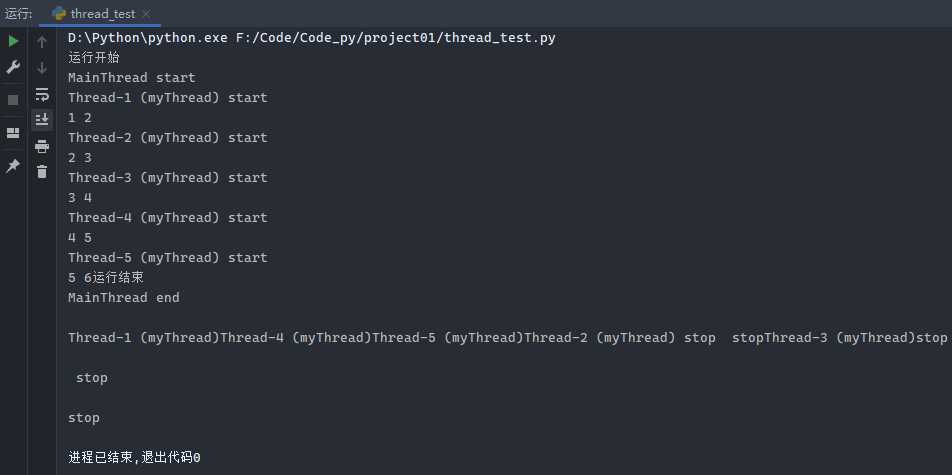 运行:
thread_test
D:\Python\python.exe F:/Code/Code_py/project01/thread_test.py
运行开始
MainThread start
Thread-1 (myThread) start
1 2
Thread-2 (myThread) start
2 3
Thread-3 (myThread) start
3 4
Thread-4 (myThread) start
4 5
Thread-5 (myThread) start
5 6运行结束
MainThread end
Thread-1 (myThread)Thread-4 (myThread)Thread-5 (myThread)Thread-2 (myThread) stop  stopThread-3 (myThread)stop
stop
stop
进程已结束,退出代码0